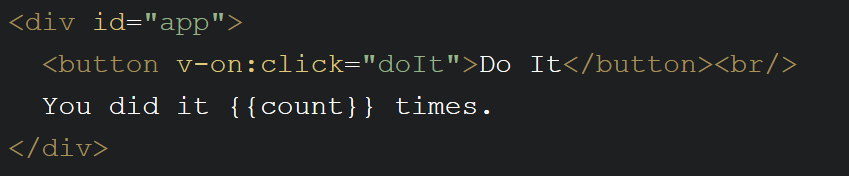 <div id="app">
  <button v-on:click="doIt">Do It</button><br/>
  You did it {{count}} times.
</div>